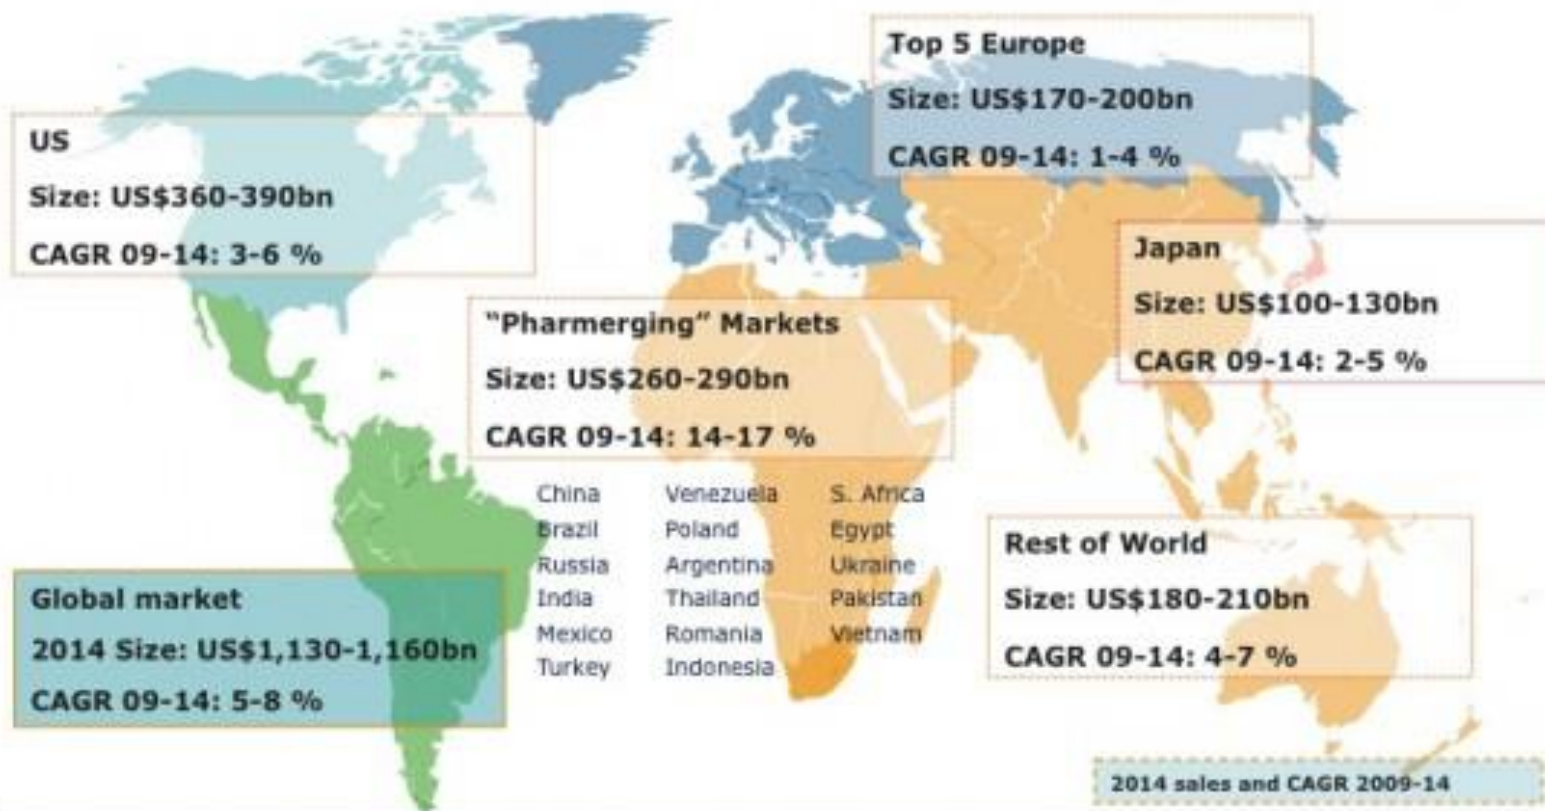 Top 5 Europe
Size: US$170-200bn
CAGR 09-14: 1-4 %
US
Size: US$360-390bn
CAGR 09-14: 3-6 %
Japan
Size: US$100-130bn
CAGR 09-14: 2-5 %
“Pharmerging” Markets
Size: US$260-290bn
CAGR 09-14: 14-17 %
China Venezuela S. Africa
Brazil Poland Egypt
Russia Argentina Ukraine
India Thailand Pakistan
Mexico Romania Vietnam
Turkey Indonesia
Rest of World
Size: US$180-210bn
CAGR 09-14: 4-7 %
Global market
2014 Size: US$1,130-1,160bn
CAGR 09-14: 5-8 %
2014 sales and CAGR 2009-14